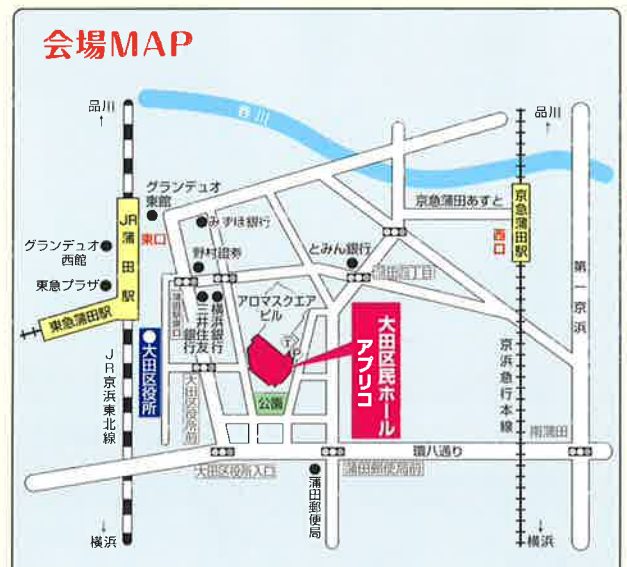 会場MAP
品川
↑
呑川
品川
↑
グランデュオ
東館
みずほ銀行
京急蒲田あすと
JR蒲田駅
東口
京急蒲田駅
西口
グランデュオ
西館
野村證券
とみん銀行
蒲田四丁目
第一京浜
東急プラザ
アロマスクエア
ビル
蒲田駅東口
三井住友
銀行
横浜銀行
東急蒲田駅
大田区役所
P
大田区民ホール
アプリコ
JR京浜東北線
京浜急行本線
大田区役所前
公園
南蒲田
環八通り
大田区役所入口
蒲田郵便局前
蒲田郵便局
↓
横浜
↓
横浜